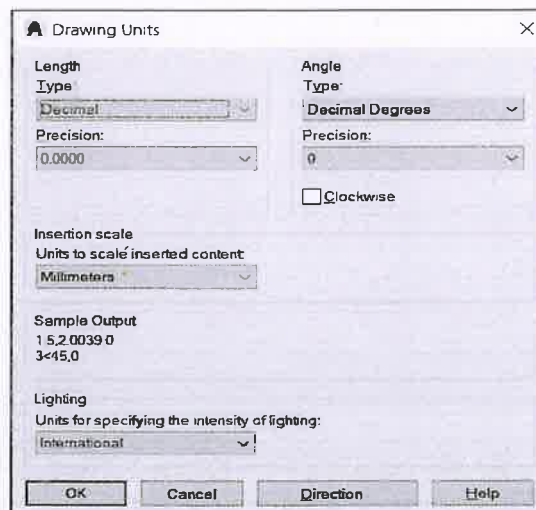 Drawing Units
Length
Type:
Decimal
Precision:
0.0000
Angle
Type:
Decimal Degrees
Precision:
0
Clockwise
Insertion scale
Units to scale inserted content:
Millimeters
Sample Output
1.5,2.0039,0
3<45,0
Lighting
Units for specifying the intensity of lighting:
International
OK
Cancel
Direction
Help